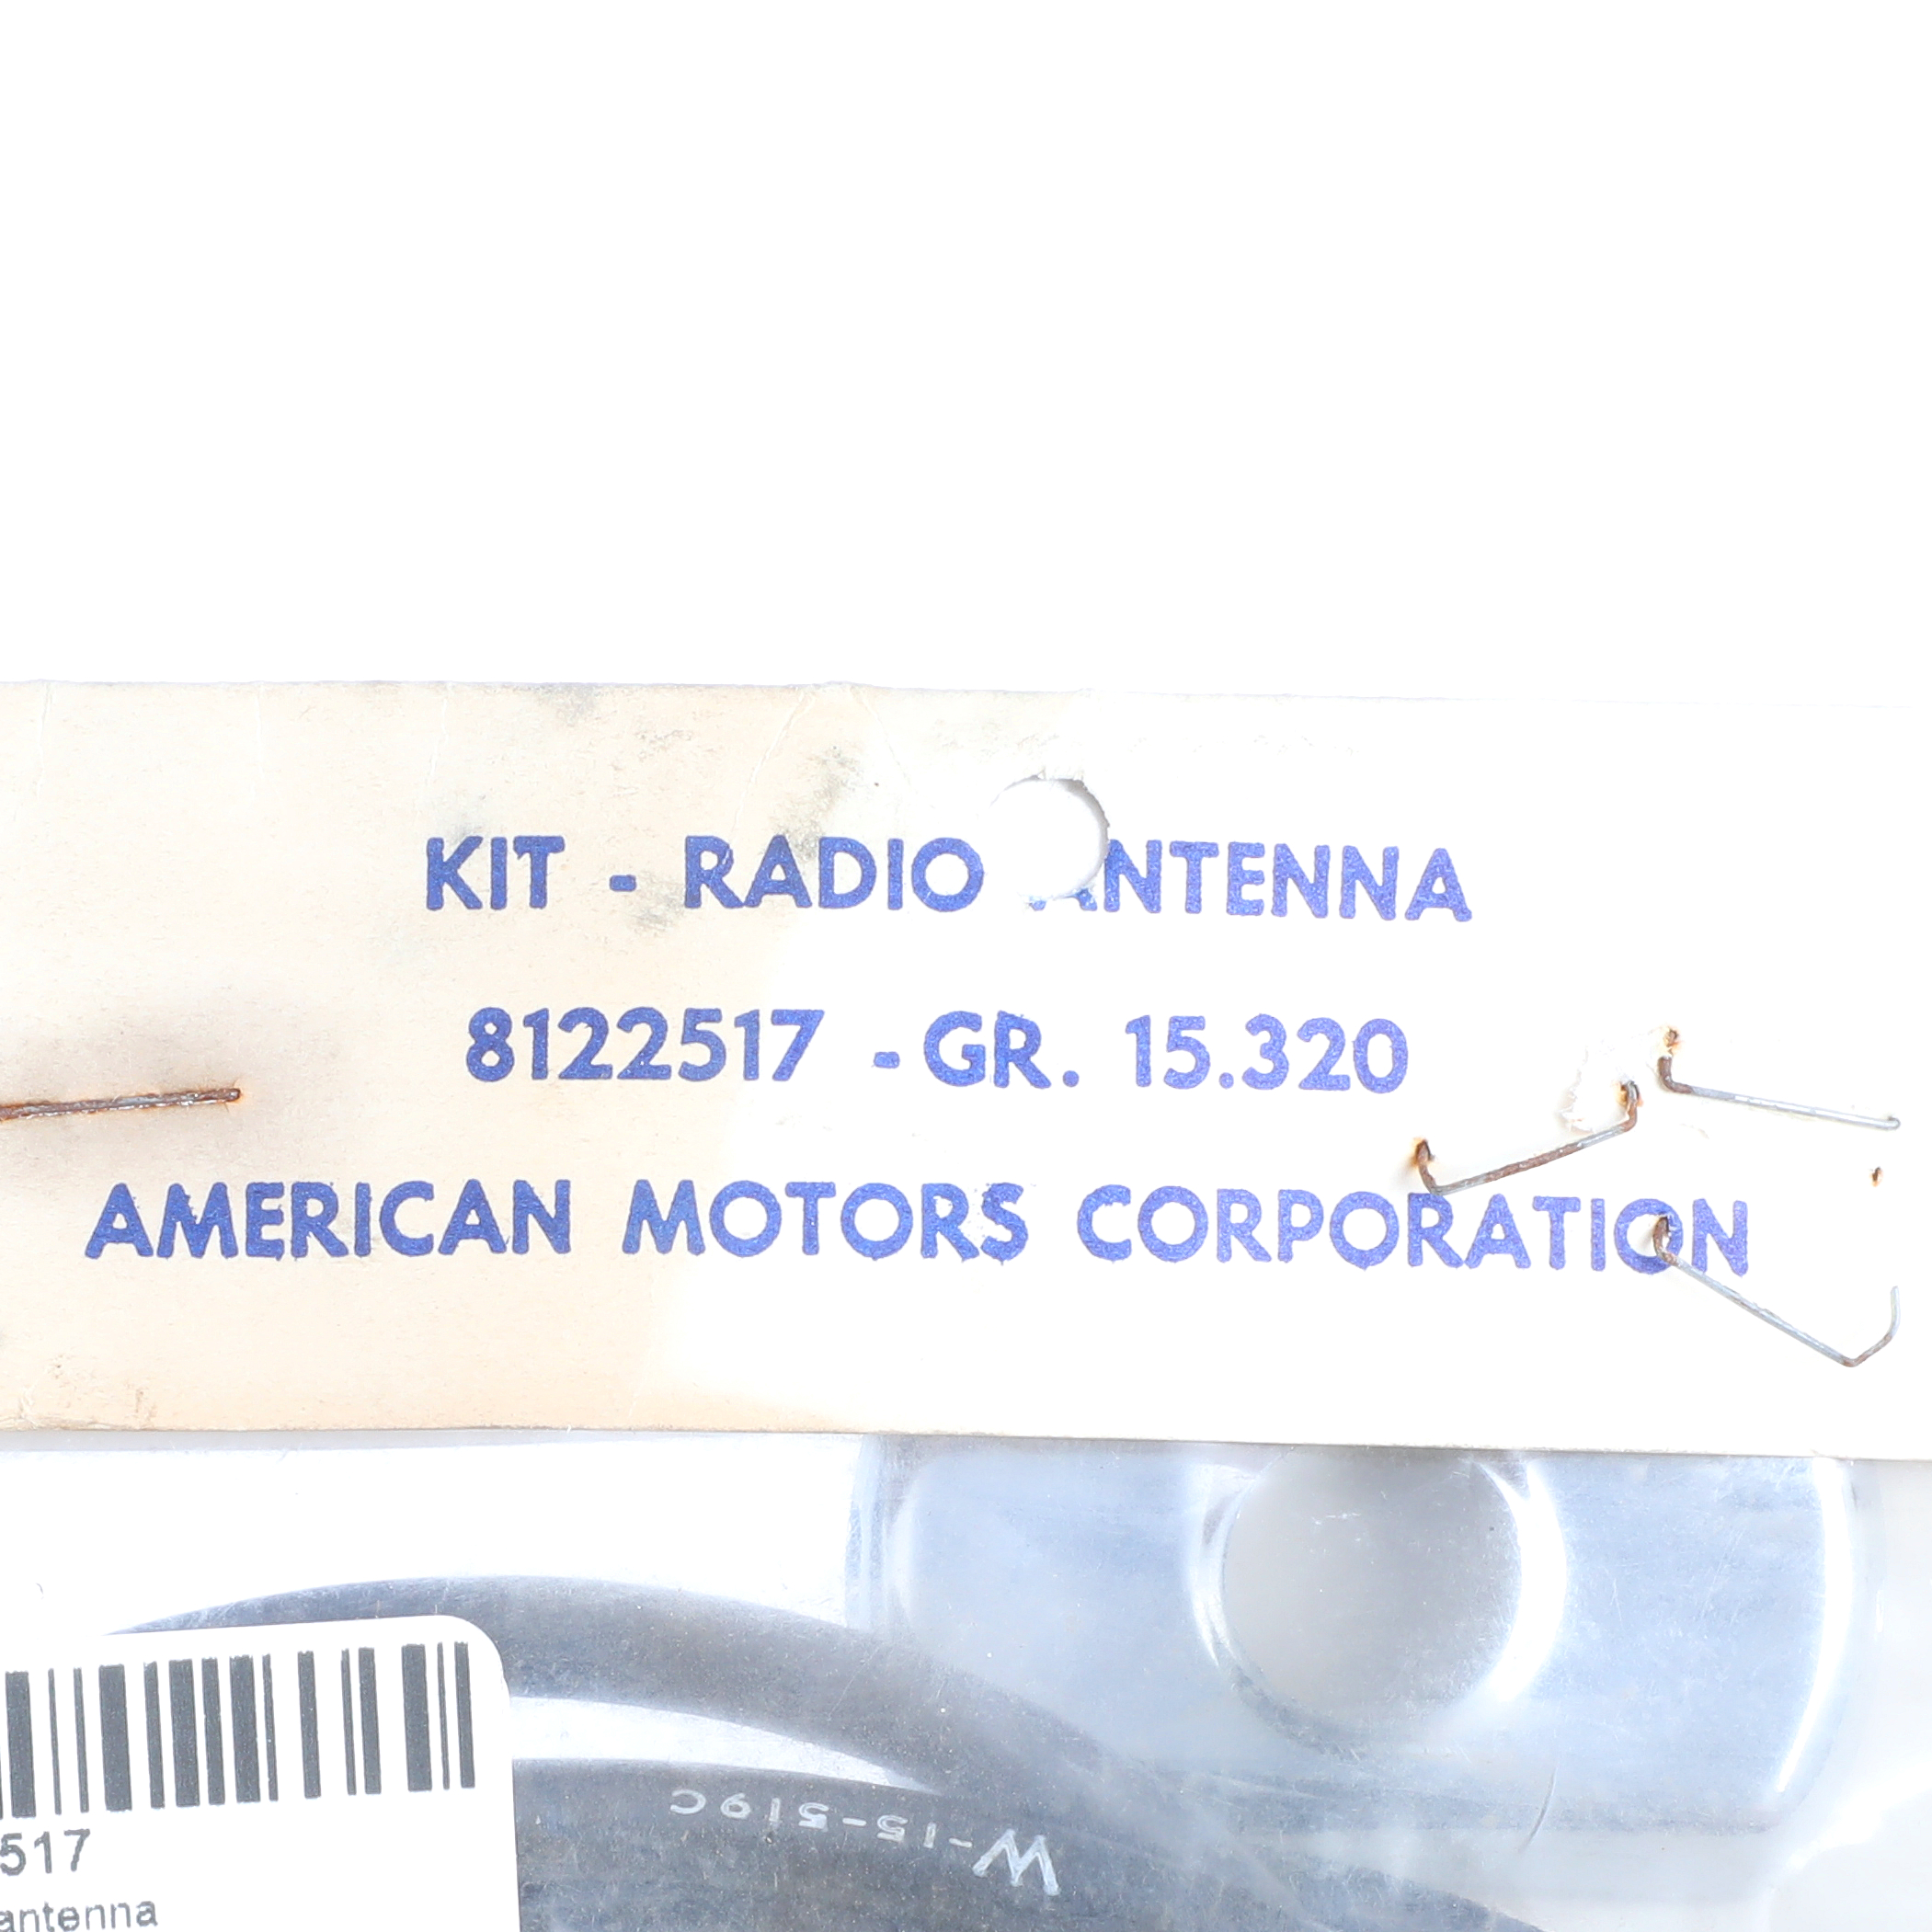 KIT - RADIO ANTENNA
8122517 - GR. 15.320
AMERICAN MOTORS CORPORATION
517
antenna
W-15-519C